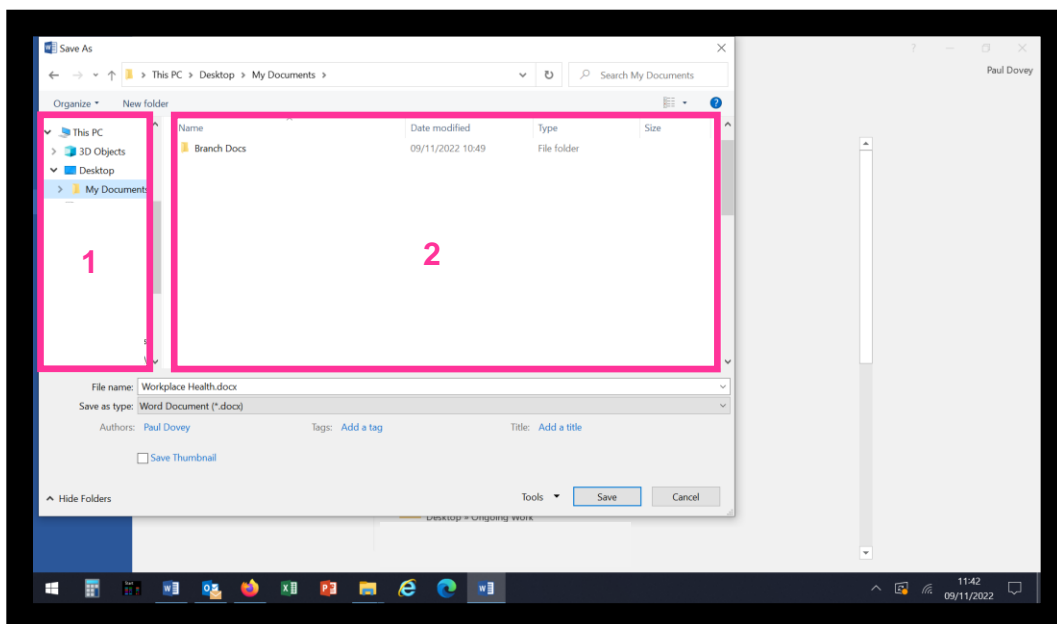 Save As
? — X
Paul Dovey
> This PC > Desktop > My Documents >
Search My Documents
Organize New folder
?
Name Date modified Type Size
This PC
3D Objects
Desktop
My Documents
Branch Docs 09/11/2022 10:49 File folder
1
2
File name: Workplace Health.docx
Save as type: Word Document (*.docx)
Authors: Paul Dovey Tags: Add a tag Title: Add a title
Save Thumbnail
Hide Folders Tools Save Cancel
Desktop » Ongoing Work
11:42
09/11/2022